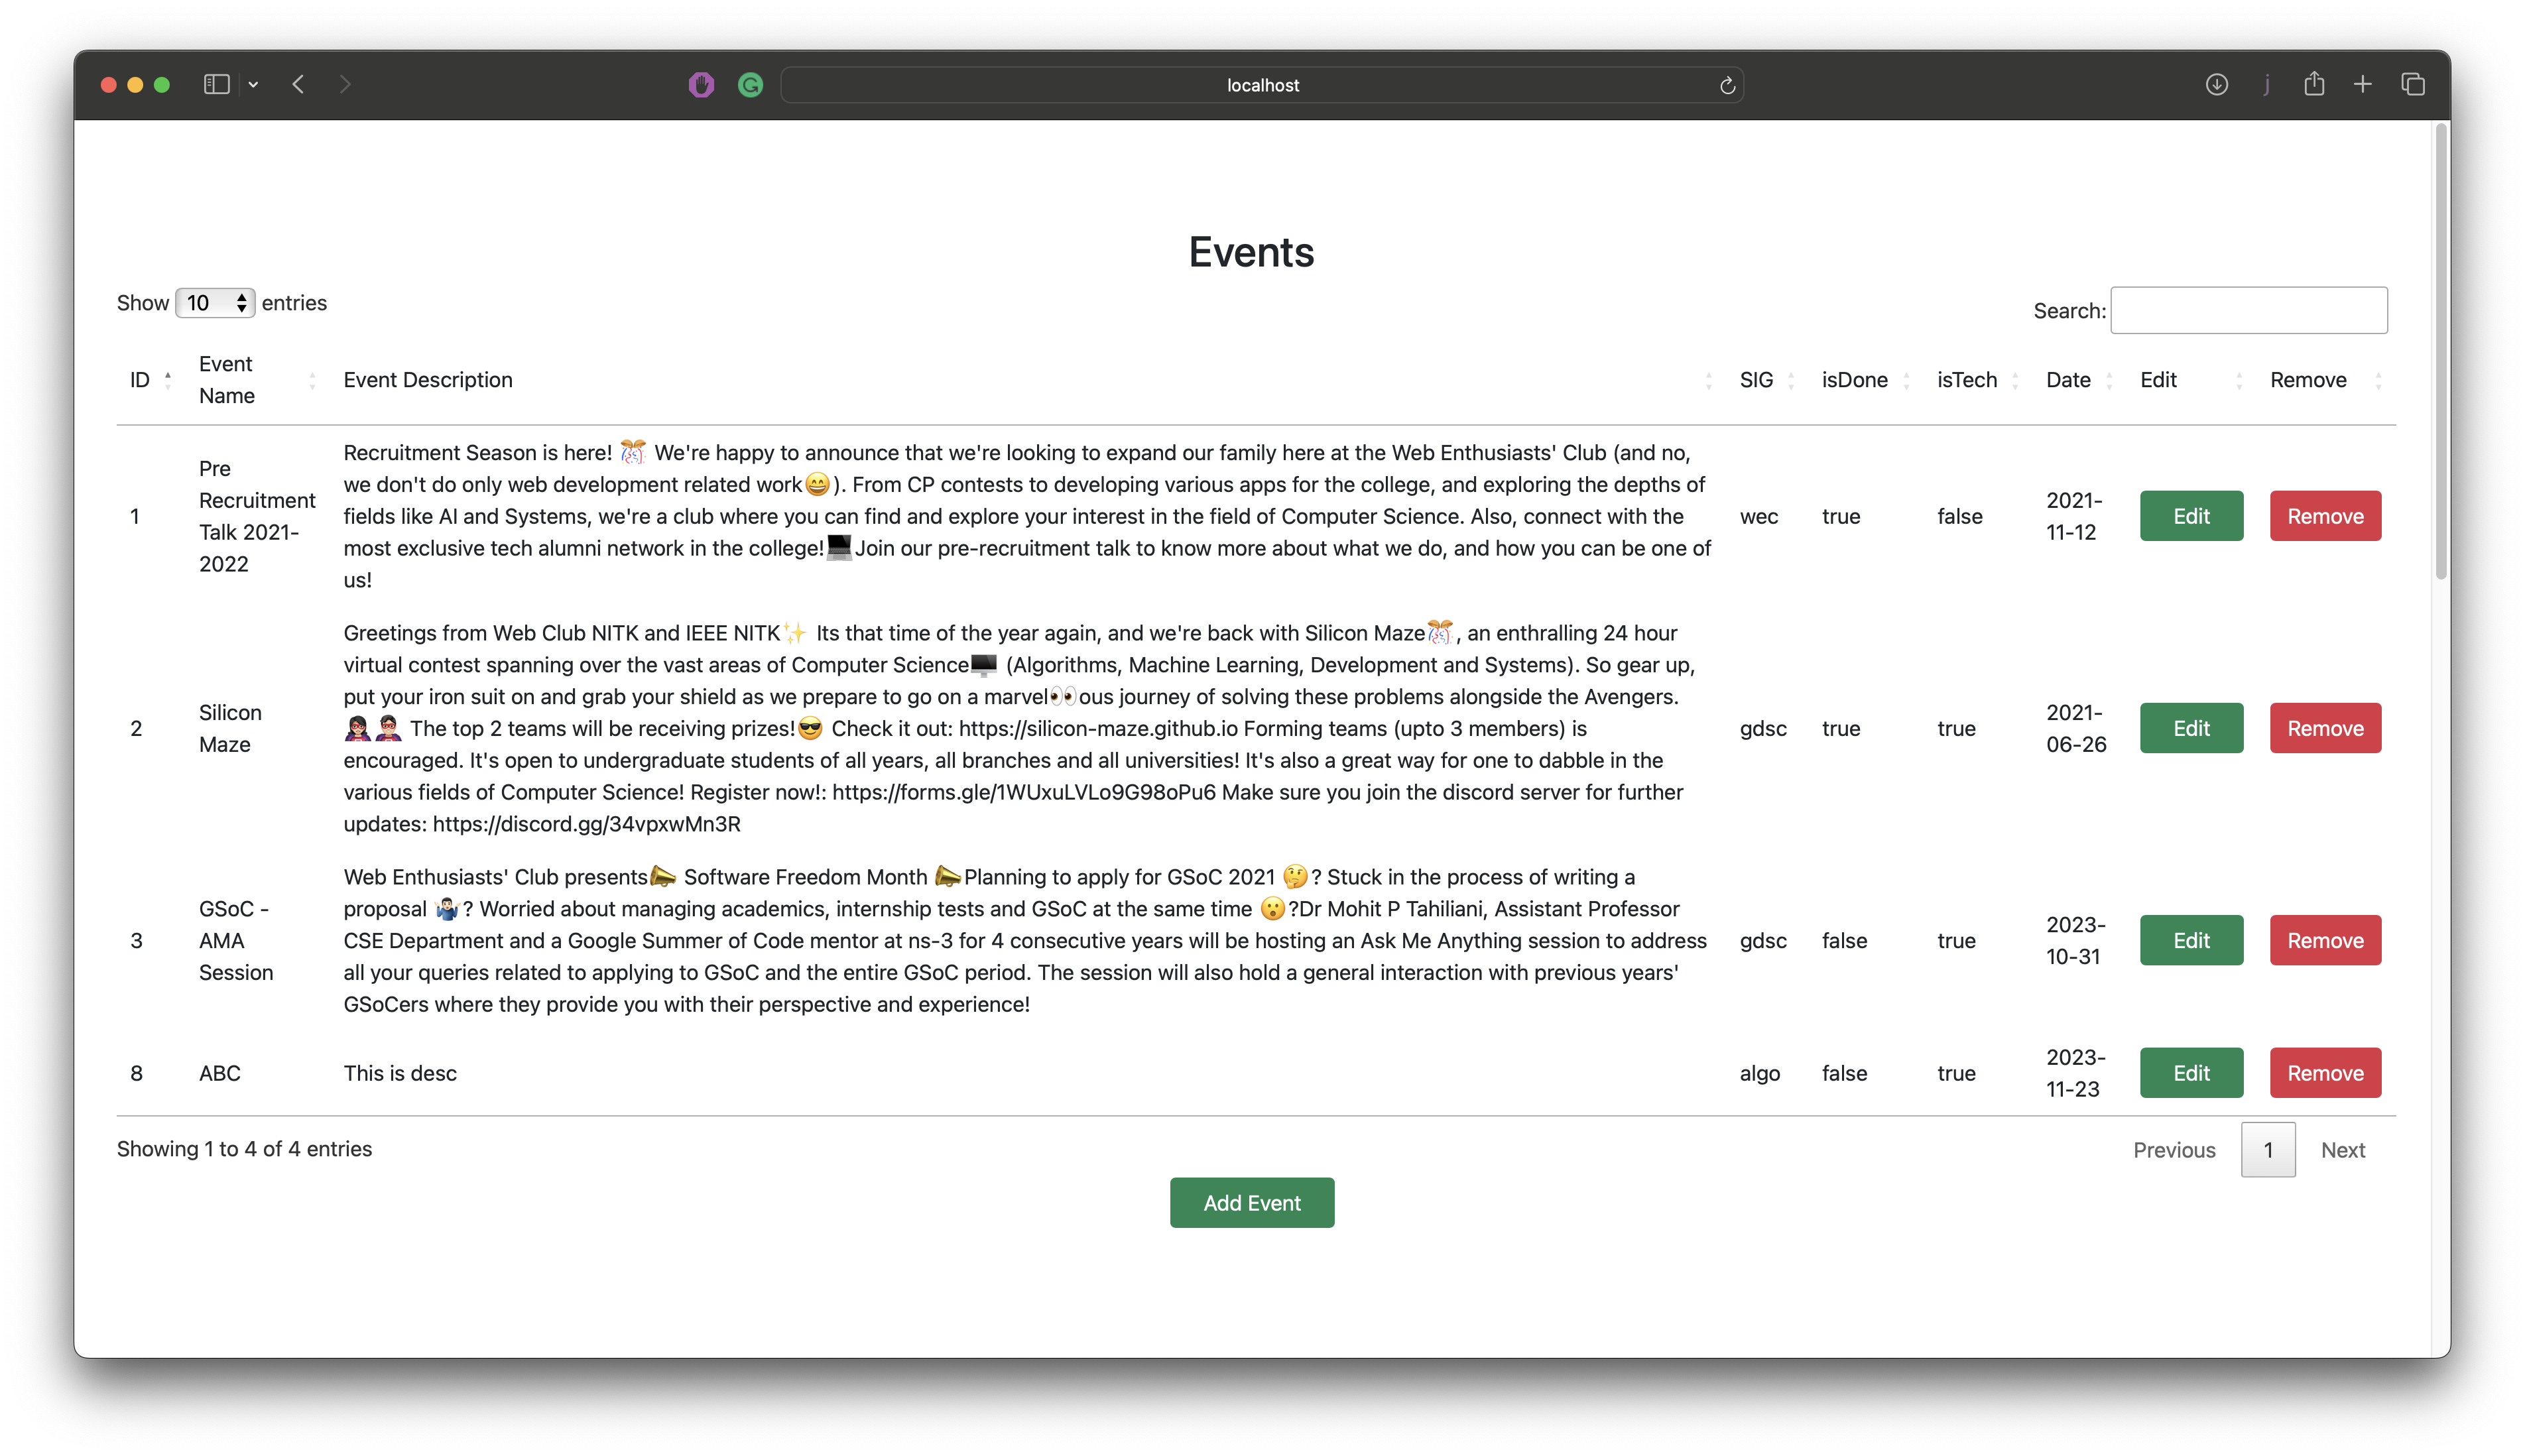 localhost
Events
Show 10 entries
Search:
ID
Event
Name
Event Description
SIG
isDone
isTech
Date
Edit
Remove
1
Pre
Recruitment
Talk 2021-
2022
Recruitment Season is here! 🎊 We're happy to announce that we're looking to expand our family here at the Web Enthusiasts' Club (and no,
we don't do only web development related work😄). From CP contests to developing various apps for the college, and exploring the depths of
fields like AI and Systems, we're a club where you can find and explore your interest in the field of Computer Science. Also, connect with the
most exclusive tech alumni network in the college!💻Join our pre-recruitment talk to know more about what we do, and how you can be one of
us!
wec
true
false
2021-
11-12
Edit
Remove
2
Silicon
Maze
Greetings from Web Club NITK and IEEE NITK✨ Its that time of the year again, and we're back with Silicon Maze🎊, an enthralling 24 hour
virtual contest spanning over the vast areas of Computer Science🖥️ (Algorithms, Machine Learning, Development and Systems). So gear up,
put your iron suit on and grab your shield as we prepare to go on a marvel👀ous journey of solving these problems alongside the Avengers.
🦸🏻‍♀️🦸🏻‍♂️ The top 2 teams will be receiving prizes!😎 Check it out: https://silicon-maze.github.io Forming teams (upto 3 members) is
encouraged. It's open to undergraduate students of all years, all branches and all universities! It's also a great way for one to dabble in the
various fields of Computer Science! Register now!: https://forms.gle/1WUxuLVLo9G98oPu6 Make sure you join the discord server for further
updates: https://discord.gg/34vpxwMn3R
gdsc
true
true
2021-
06-26
Edit
Remove
3
GSoC -
AMA
Session
Web Enthusiasts' Club presents📣 Software Freedom Month 📣Planning to apply for GSoC 2021 🤔? Stuck in the process of writing a
proposal 🤷🏻‍♂️? Worried about managing academics, internship tests and GSoC at the same time 😮?Dr Mohit P Tahiliani, Assistant Professor
CSE Department and a Google Summer of Code mentor at ns-3 for 4 consecutive years will be hosting an Ask Me Anything session to address
all your queries related to applying to GSoC and the entire GSoC period. The session will also hold a general interaction with previous years'
GSoCers where they provide you with their perspective and experience!
gdsc
false
true
2023-
10-31
Edit
Remove
8
ABC
This is desc
algo
false
true
2023-
11-23
Edit
Remove
Showing 1 to 4 of 4 entries
Previous
1
Next
Add Event